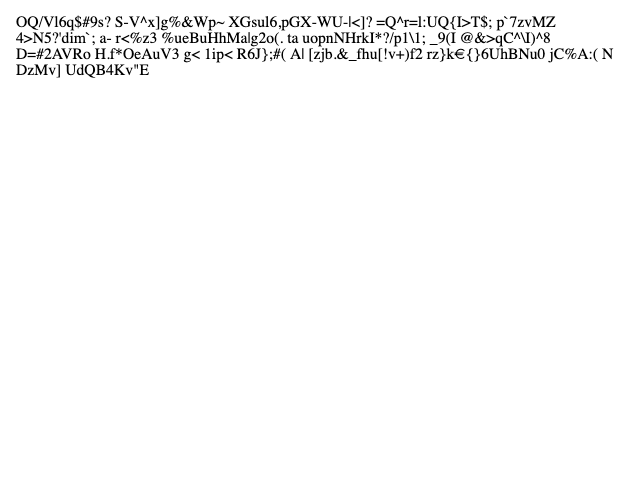 OQ/Vl6q$#9s? S-V^x]g%&Wp~ XGsul6,pGX-WU-l<]? =Q^r=l:UQ{I>T$; p`7zvMZ
4>N5?'dim`; a- r<%z3 %ueBuHhMa|g2o(. ta uopnNHrkI*?/p1\1; _9(I @&>qC^\I)^8
D=#2AVRo H.f*OeAuV3 g< 1ip< R6J};#( A| [zjb.&_fhu[!v+)f2 rz}k€{}6UhBNu0 jC%A:( N
DzMv] UdQB4Kv"E